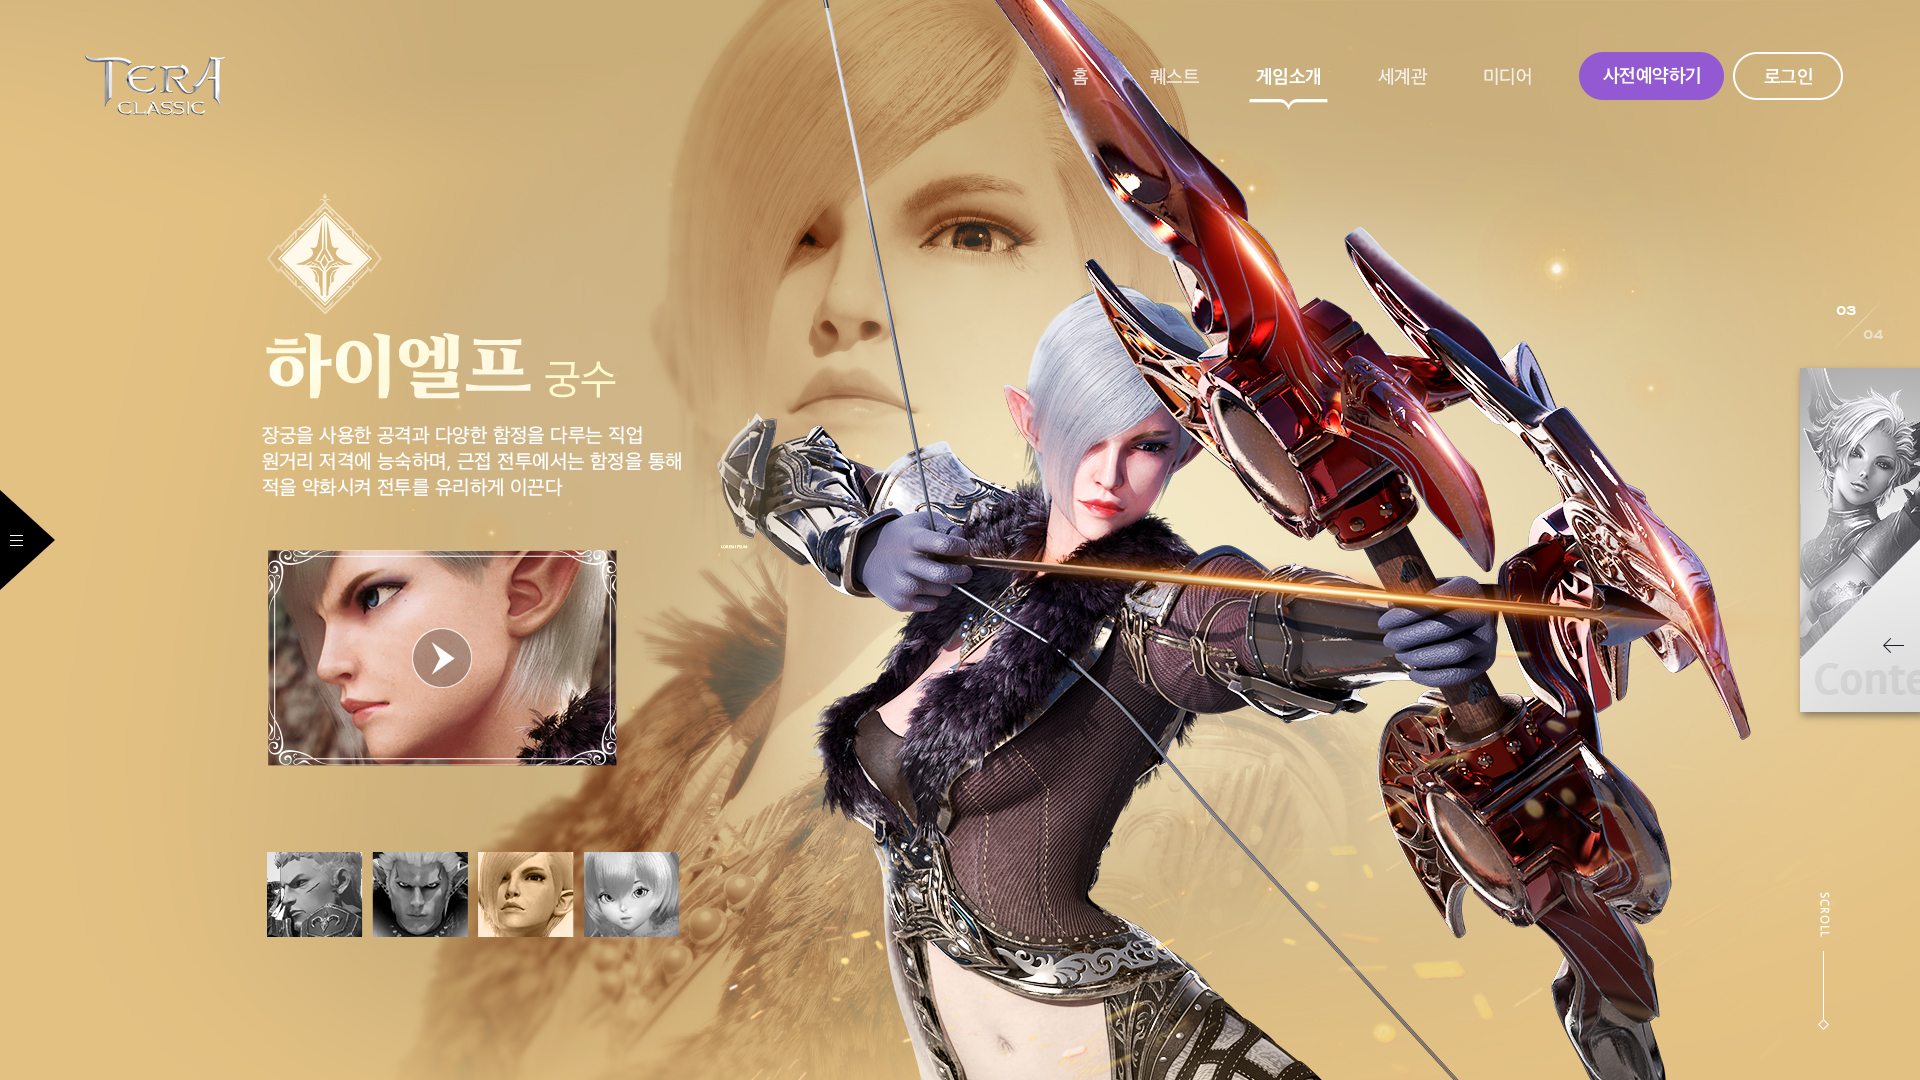 TERA
CLASSIC
홈
퀘스트
게임소개
세계관
미디어
사전예약하기
로그인
하이엘프 궁수
장궁을 사용한 공격과 다양한 함정을 다루는 직업
원거리 저격에 능숙하며, 근접 전투에서는 함정을 통해
적을 약화시켜 전투를 유리하게 이끈다
03
04
Conte
SCROLL